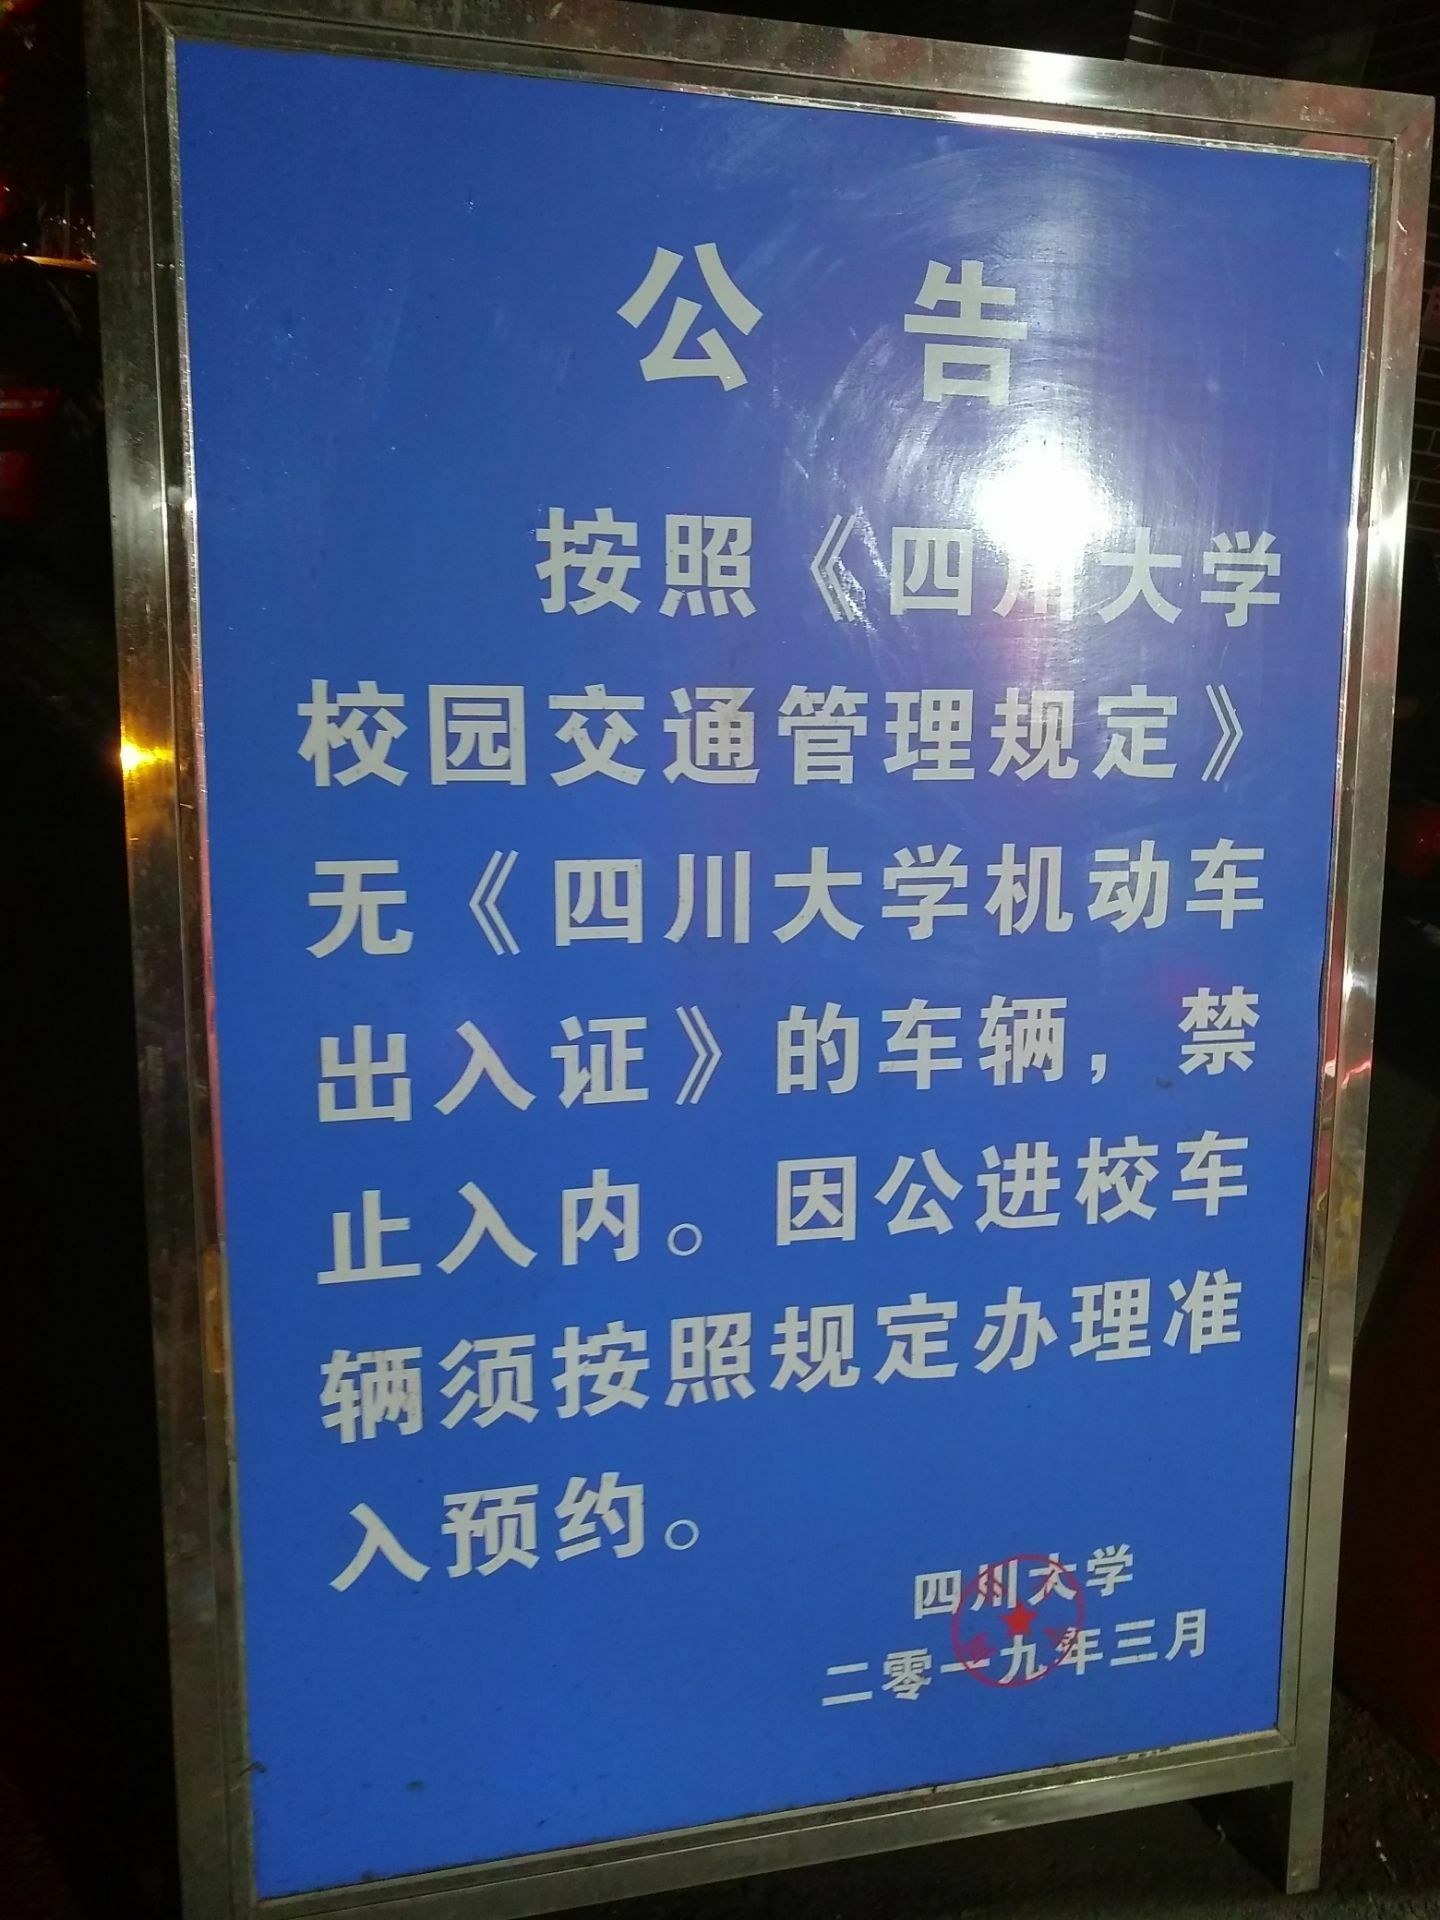 公告
按照《四川大学
校园交通管理规定》
无《四川大学机动车
出入证》的车辆，禁
止入内。因公进校车
辆须按照规定办理准
入预约。
四川大学
二零一九年三月